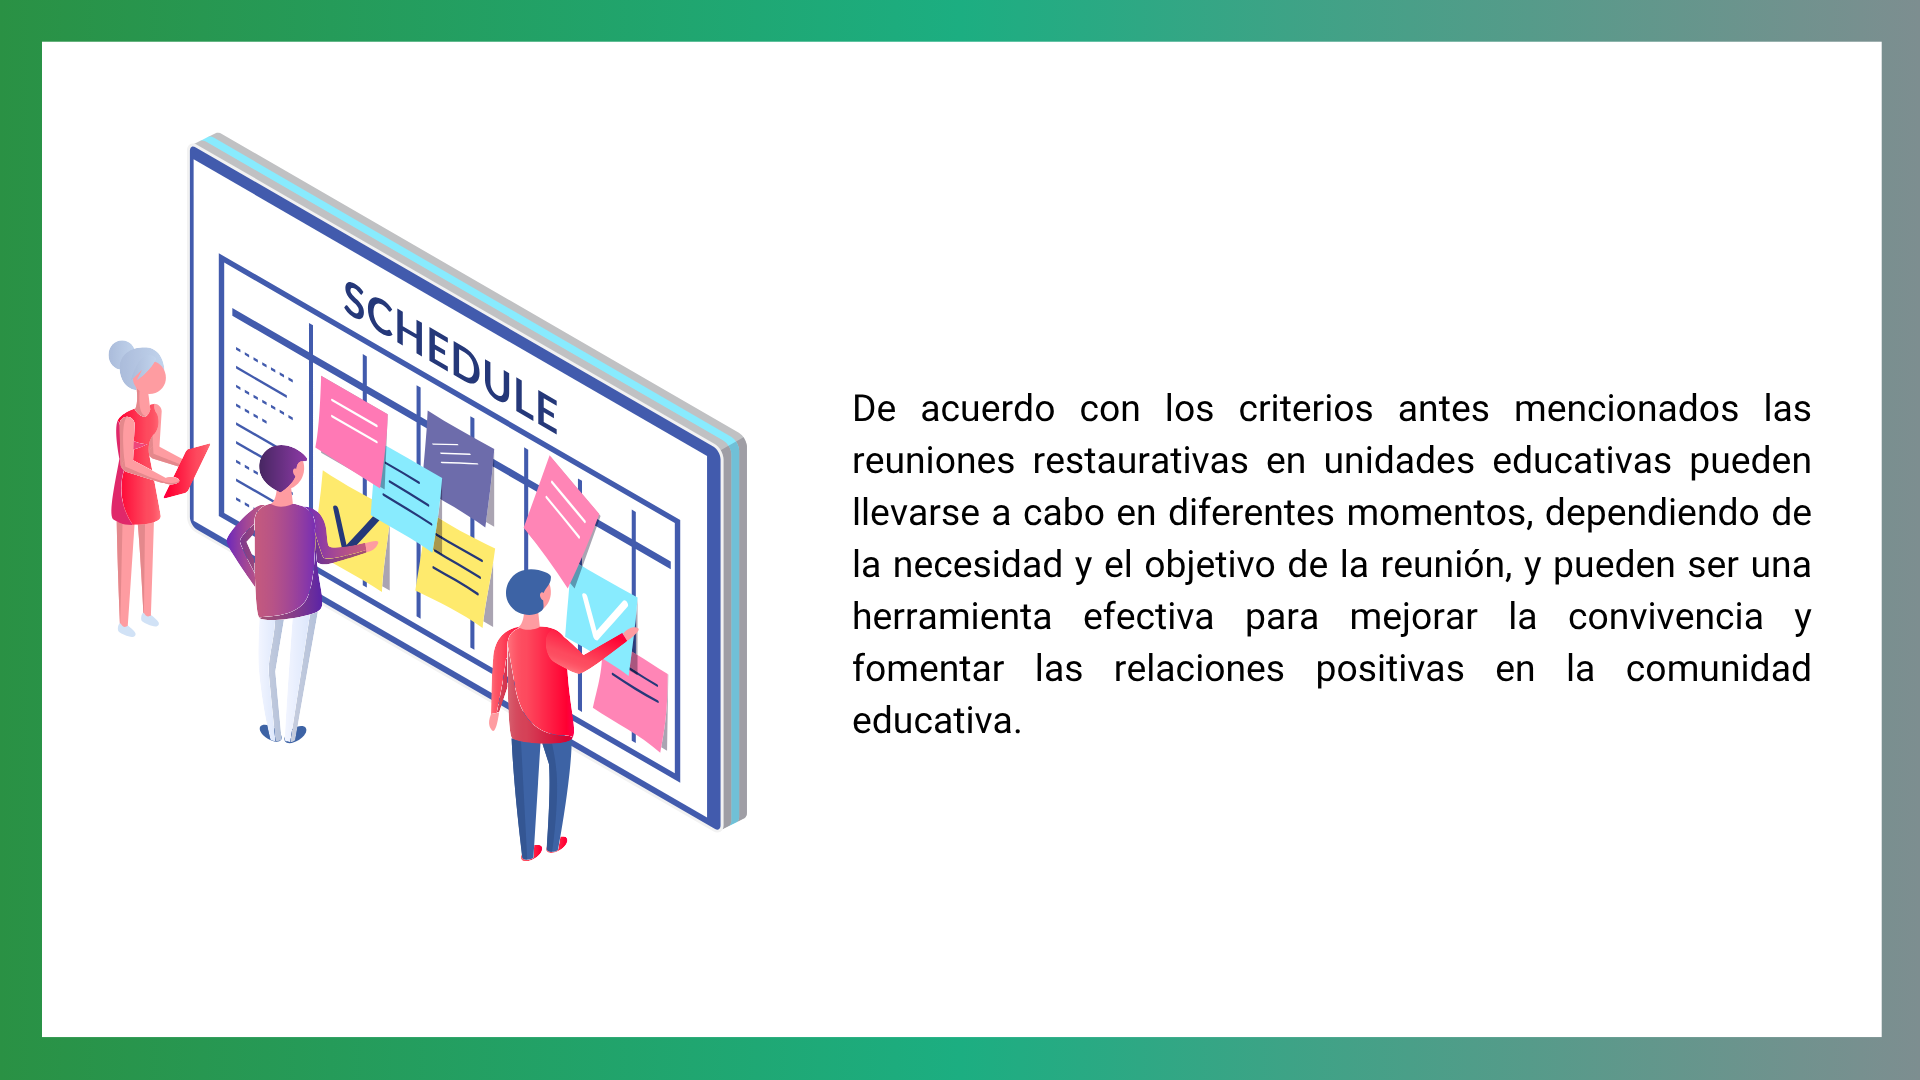 SCHEDULE
De acuerdo con los criterios antes mencionados las
reuniones restaurativas en unidades educativas pueden
llevarse a cabo en diferentes momentos, dependiendo de
la necesidad y el objetivo de la reunión, y pueden ser una
herramienta efectiva para mejorar la convivencia y
fomentar las relaciones positivas en la comunidad
educativa.